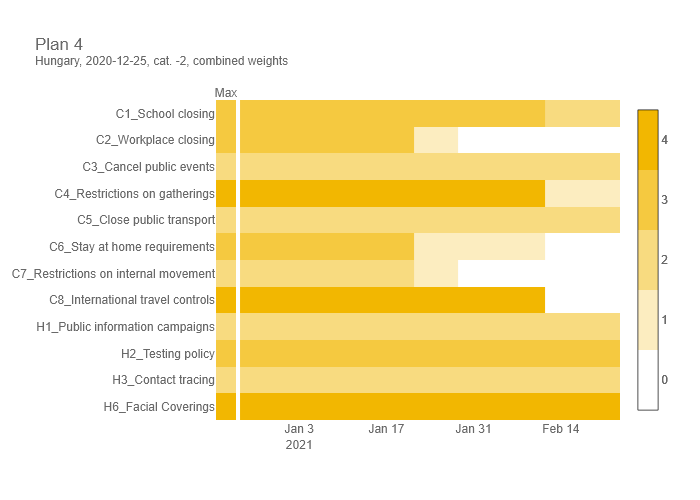 Plan 4
Hungary, 2020-12-25, cat. -2, combined weights
Max
C1_School closing
C2_Workplace closing
C3_Cancel public events
C4_Restrictions on gatherings
C5_Close public transport
C6_Stay at home requirements
C7_Restrictions on internal movement
C8_International travel controls
H1_Public information campaigns
H2_Testing policy
H3_Contact tracing
H6_Facial Coverings
Jan 3
2021
Jan 17
Jan 31
Feb 14
4
3
2
1
0